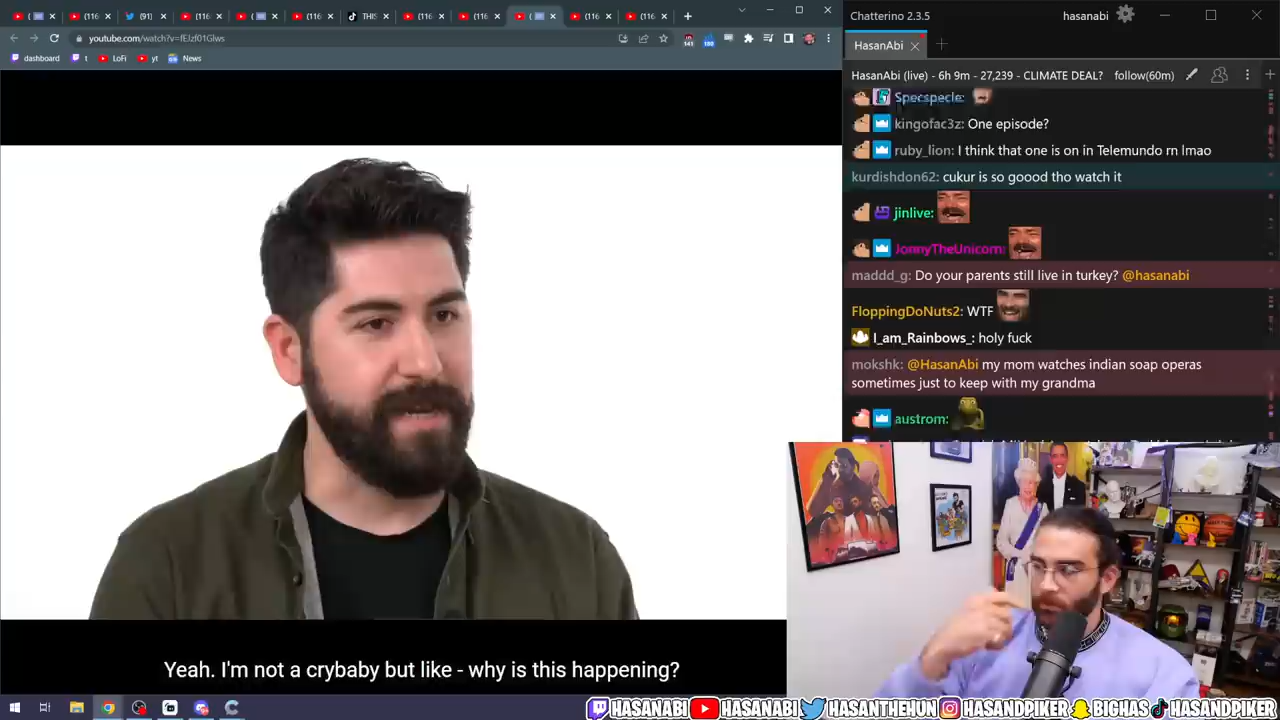 (91)
THIS
youtube.com/watch?v=fEJzf01Glws
dashboard
t
LoFi
yt
News
Chatterino 2.3.5
hasanabi
HasanAbi
HasanAbi (live) - 6h 9m - 27,239 - CLIMATE DEAL?
follow(60m)
Specspecle:
kingofac3z: One episode?
ruby_lion: I think that one is on in Telemundo rn lmao
kurdishdon62: cukur is so goood tho watch it
jinlive:
JonnyTheUnicorn:
maddd_g: Do your parents still live in turkey? @hasanabi
FloppingDoNuts2: WTF
I_am_Rainbows_: holy fuck
mokshk: @HasanAbi my mom watches indian soap operas
sometimes just to keep with my grandma
austrom:
Yeah. I'm not a crybaby but like - why is this happening?
HASANABI
HASANABI
HASANTHEHUN
HASANDPIKER
BIGHAS
HASANDPIKER